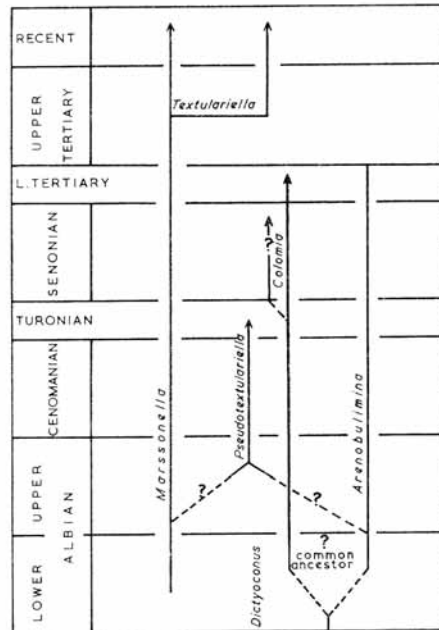 RECENT
UPPER
TERTIARY
Textulariella
L.TERTIARY
SENONIAN
?
Colomia
TURONIAN
CENOMANIAN
Marssonella
Pseudotextulariella
Arenobulimina
UPPER
?
?
ALBIAN
LOWER
Dictyoconus
?
common
ancestor